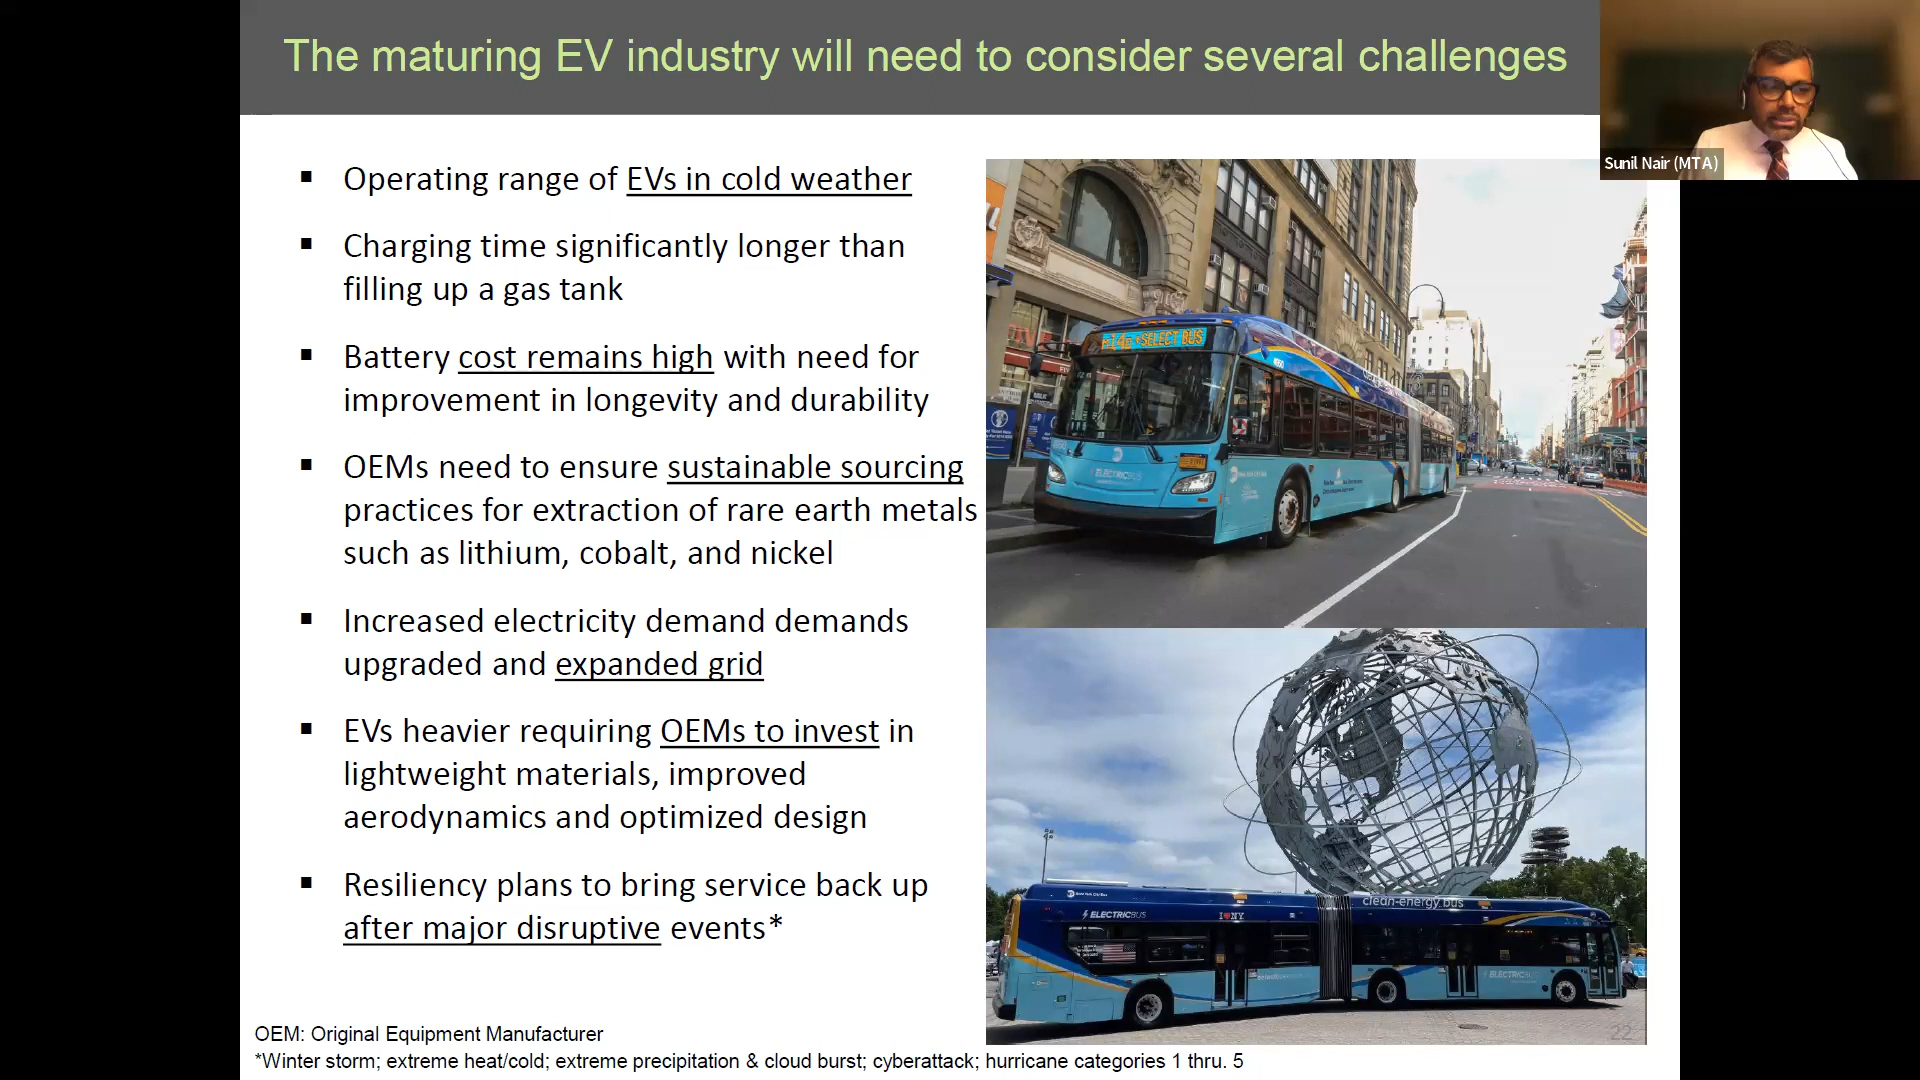 The maturing EV industry will need to consider several challenges
Sunil Nair (MTA)
▪ Operating range of EVs in cold weather
▪ Charging time significantly longer than
filling up a gas tank
▪ Battery cost remains high with need for
improvement in longevity and durability
▪ OEMs need to ensure sustainable sourcing
practices for extraction of rare earth metals
such as lithium, cobalt, and nickel
▪ Increased electricity demand demands
upgraded and expanded grid
▪ EVs heavier requiring OEMs to invest in
lightweight materials, improved
aerodynamics and optimized design
▪ Resiliency plans to bring service back up
after major disruptive events*
SELECT BUS
ELECTRICBUS
clean-energy bus
ELECTRICBUS
I♥NY
ELECTRICBUS
22
OEM: Original Equipment Manufacturer
*Winter storm; extreme heat/cold; extreme precipitation & cloud burst; cyberattack; hurricane categories 1 thru. 5